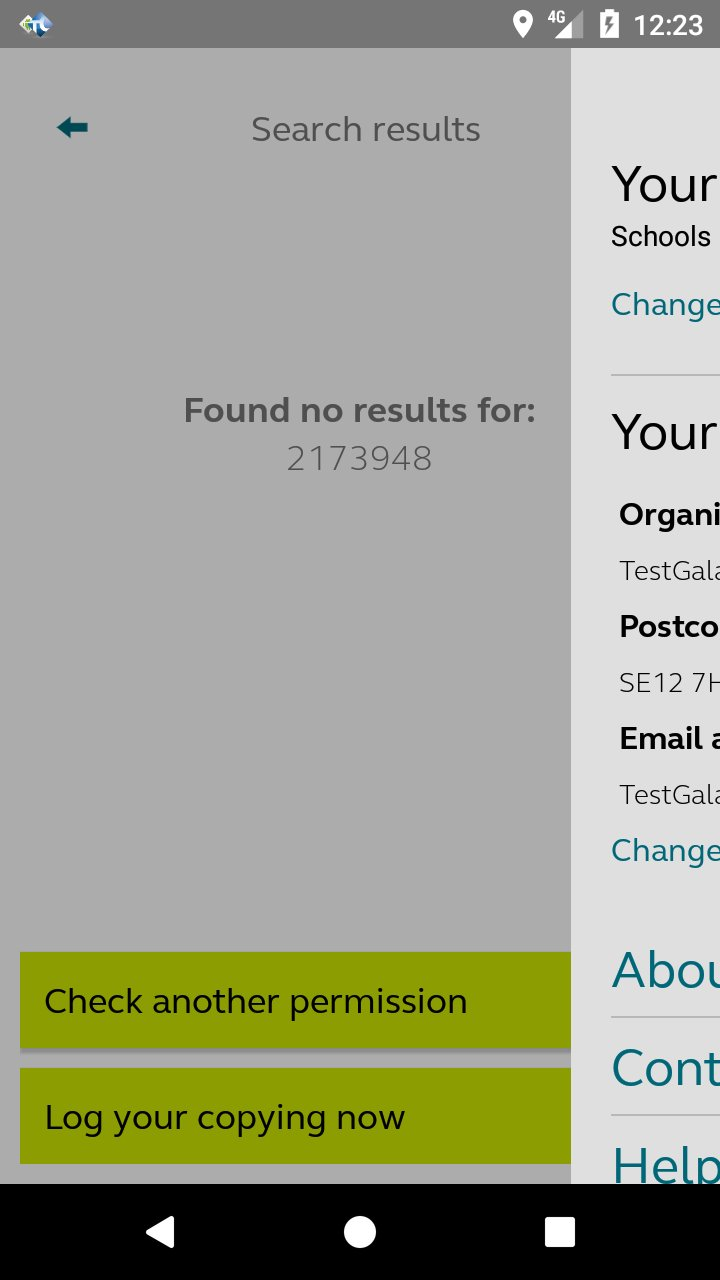 4G 12:23
Search results
Found no results for:
2173948
Check another permission
Log your copying now
Your
Schools
Change
Your
Organi
TestGala
Postco
SE12 7H
Email a
TestGala
Change
Abou
Cont
Help